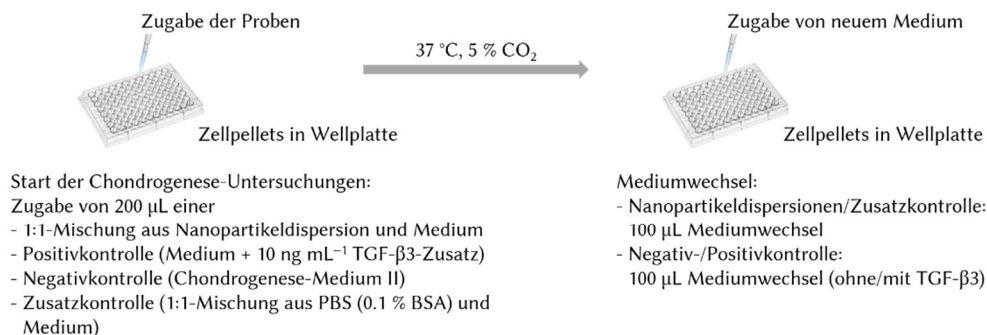 Zugabe der Proben
Zugabe von neuem Medium
37 °C, 5 % CO₂
Zellpellets in Wellplatte
Zellpellets in Wellplatte
Start der Chondrogenese-Untersuchungen:
Zugabe von 200 µL einer
- 1:1-Mischung aus Nanopartikeldispersion und Medium
- Positivkontrolle (Medium + 10 ng mL⁻¹ TGF-β3-Zusatz)
- Negativkontrolle (Chondrogenese-Medium II)
- Zusatzkontrolle (1:1-Mischung aus PBS (0.1 % BSA) und
Medium)
Mediumwechsel:
- Nanopartikeldispersionen/Zusatzkontrolle:
100 µL Mediumwechsel
- Negativ-/Positivkontrolle:
100 µL Mediumwechsel (ohne/mit TGF-β3)